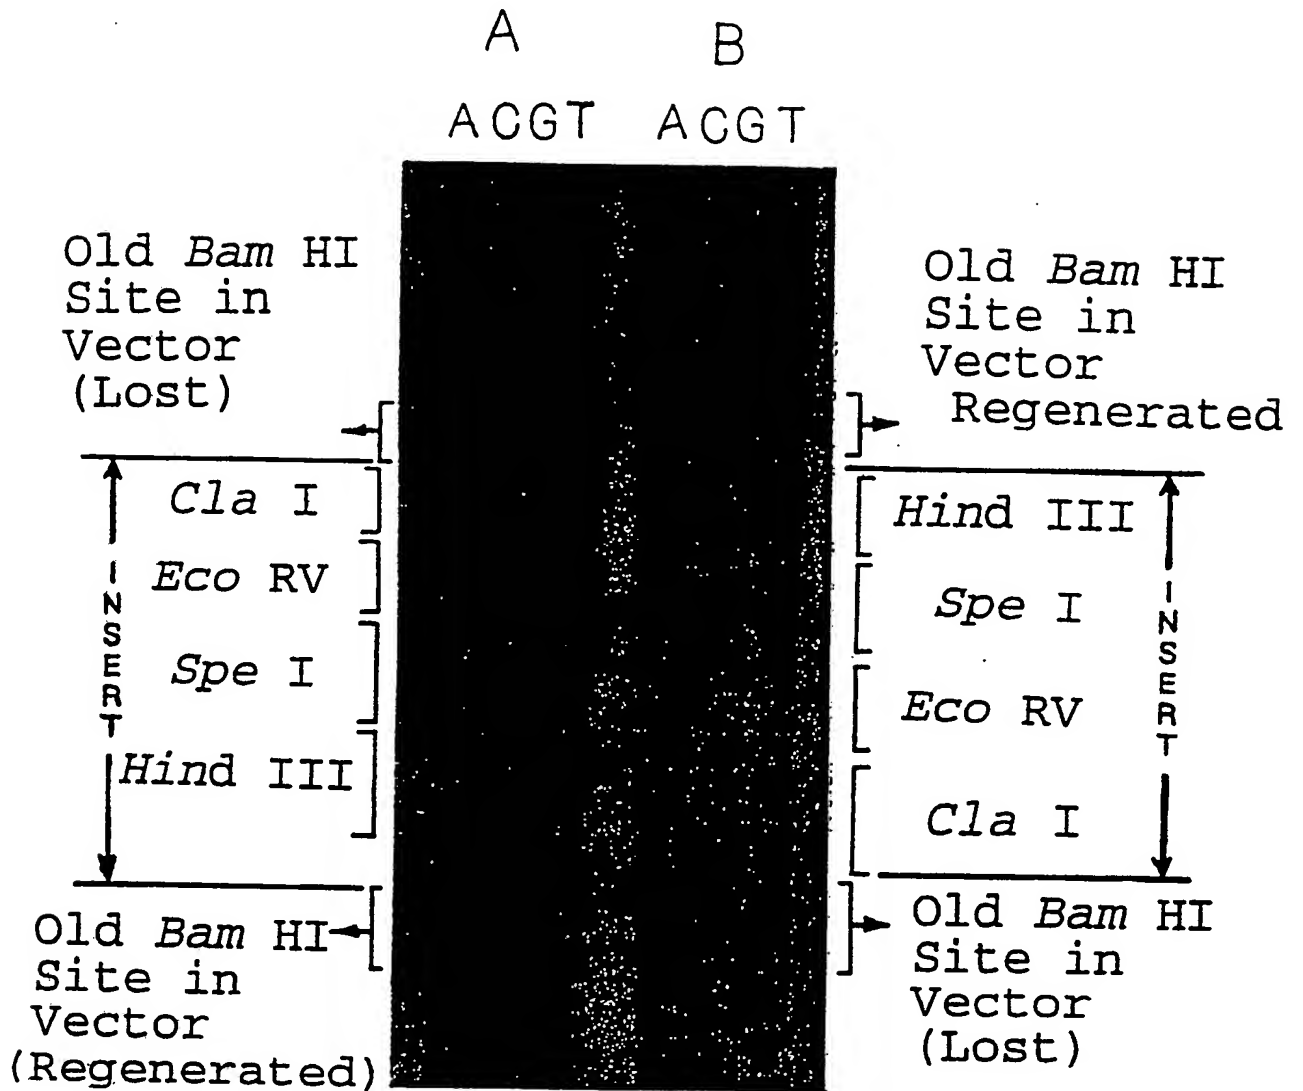 A B
ACGT ACGT
Old Bam HI
Site in
Vector
(Lost)
Cla I
Eco RV
Spe I
Hind III
INSERT
Old Bam HI
Site in
Vector
(Regenerated)
Old Bam HI
Site in
Vector
Regenerated
Hind III
Spe I
Eco RV
Cla I
INSERT
Old Bam HI
Site in
Vector
(Lost)